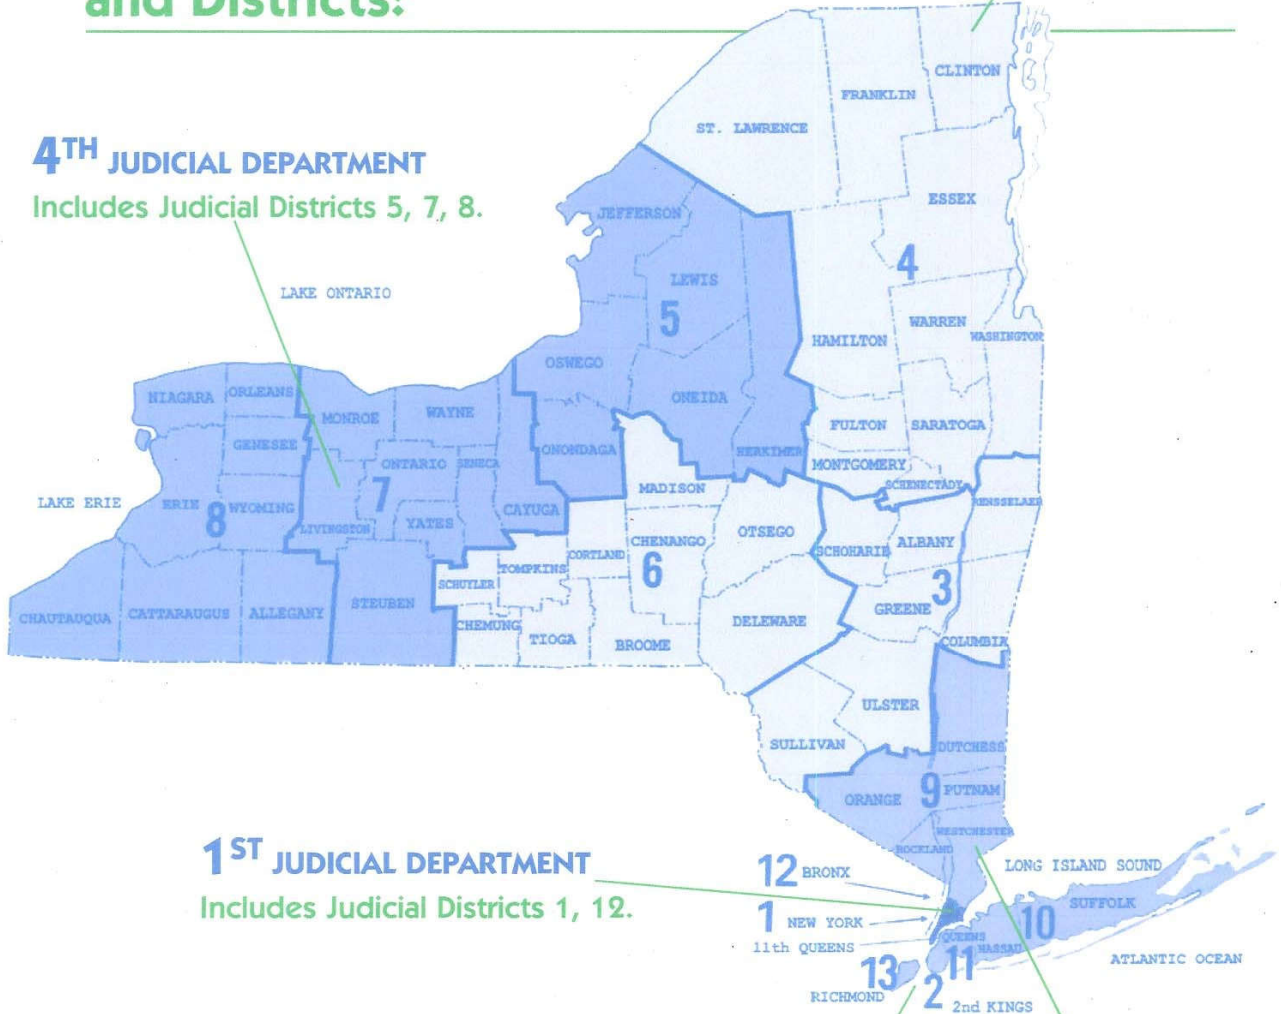 and Districts:
CLINTON
FRANKLIN
ST. LAWRENCE
4TH JUDICIAL DEPARTMENT
Includes Judicial Districts 5, 7, 8.
ESSEX
JEFFERSON
4
LEWIS
LAKE ONTARIO
5
WARREN
WASHINGTON
HAMILTON
OSWEGO
NIAGARA
ORLEANS
ONEIDA
MONROE
WAYNE
FULTON
SARATOGA
GENESEE
ONONDAGA
HERKIMER
ONTARIO
SENECA
MONTGOMERY
SCHENECTADY
7
MADISON
LAKE ERIE
ERIE
8
WYOMING
CAYUGA
RENSSELAER
LIVINGSTON
YATES
OTSEGO
CHENANGO
ALBANY
CORTLAND
SCHOHARIE
6
TOMPKINS
SCHUYLER
3
STEUBEN
GREENE
CHAUTAUQUA
CATTARAUGUS
ALLEGANY
CHEMUNG
TIOGA
BROOME
DELEWARE
COLUMBIA
ULSTER
SULLIVAN
DUTCHESS
9
PUTNAM
ORANGE
WESTCHESTER
ROCKLAND
1ST JUDICIAL DEPARTMENT
Includes Judicial Districts 1, 12.
12 BRONX
LONG ISLAND SOUND
1 NEW YORK
SUFFOLK
10
11th QUEENS
QUEENS
NASSAU
11
ATLANTIC OCEAN
13
RICHMOND
2 2nd KINGS